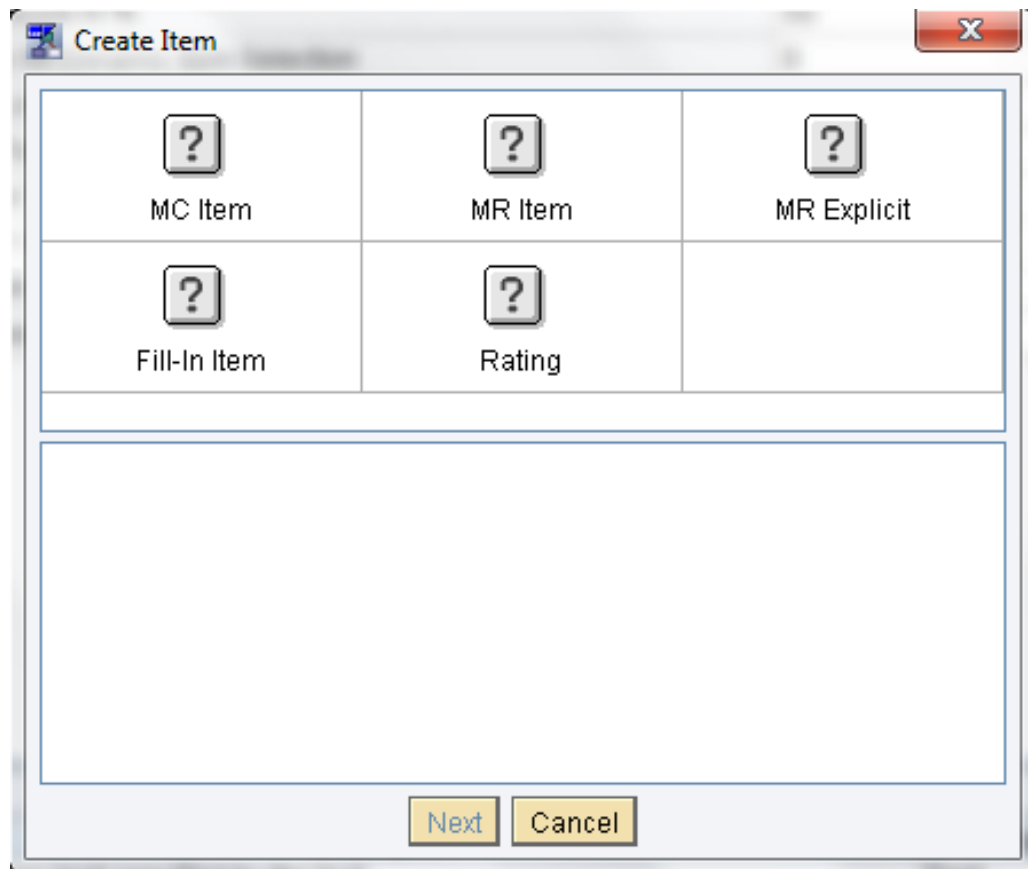 Create Item
x
? ? ?
MC Item MR Item MR Explicit
? ?
Fill-In Item Rating
Next Cancel